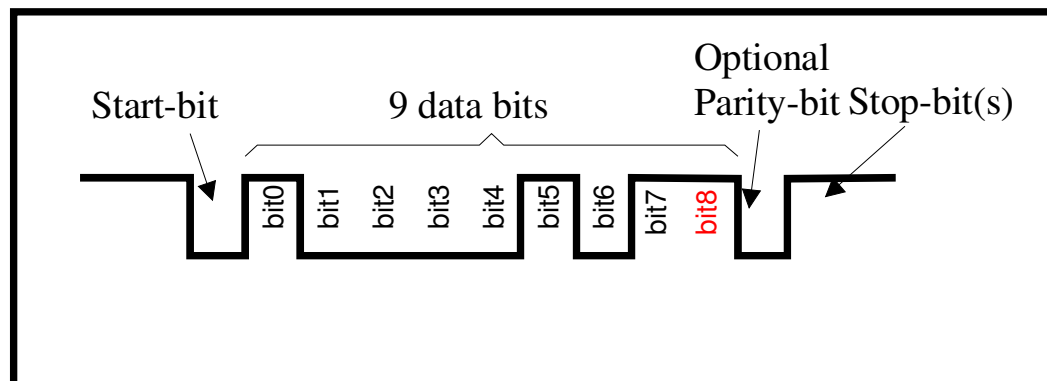 Optional
Start-bit 9 data bits Parity-bit Stop-bit(s)
bit0 bit1 bit2 bit3 bit4 bit5 bit6 bit7 bit8